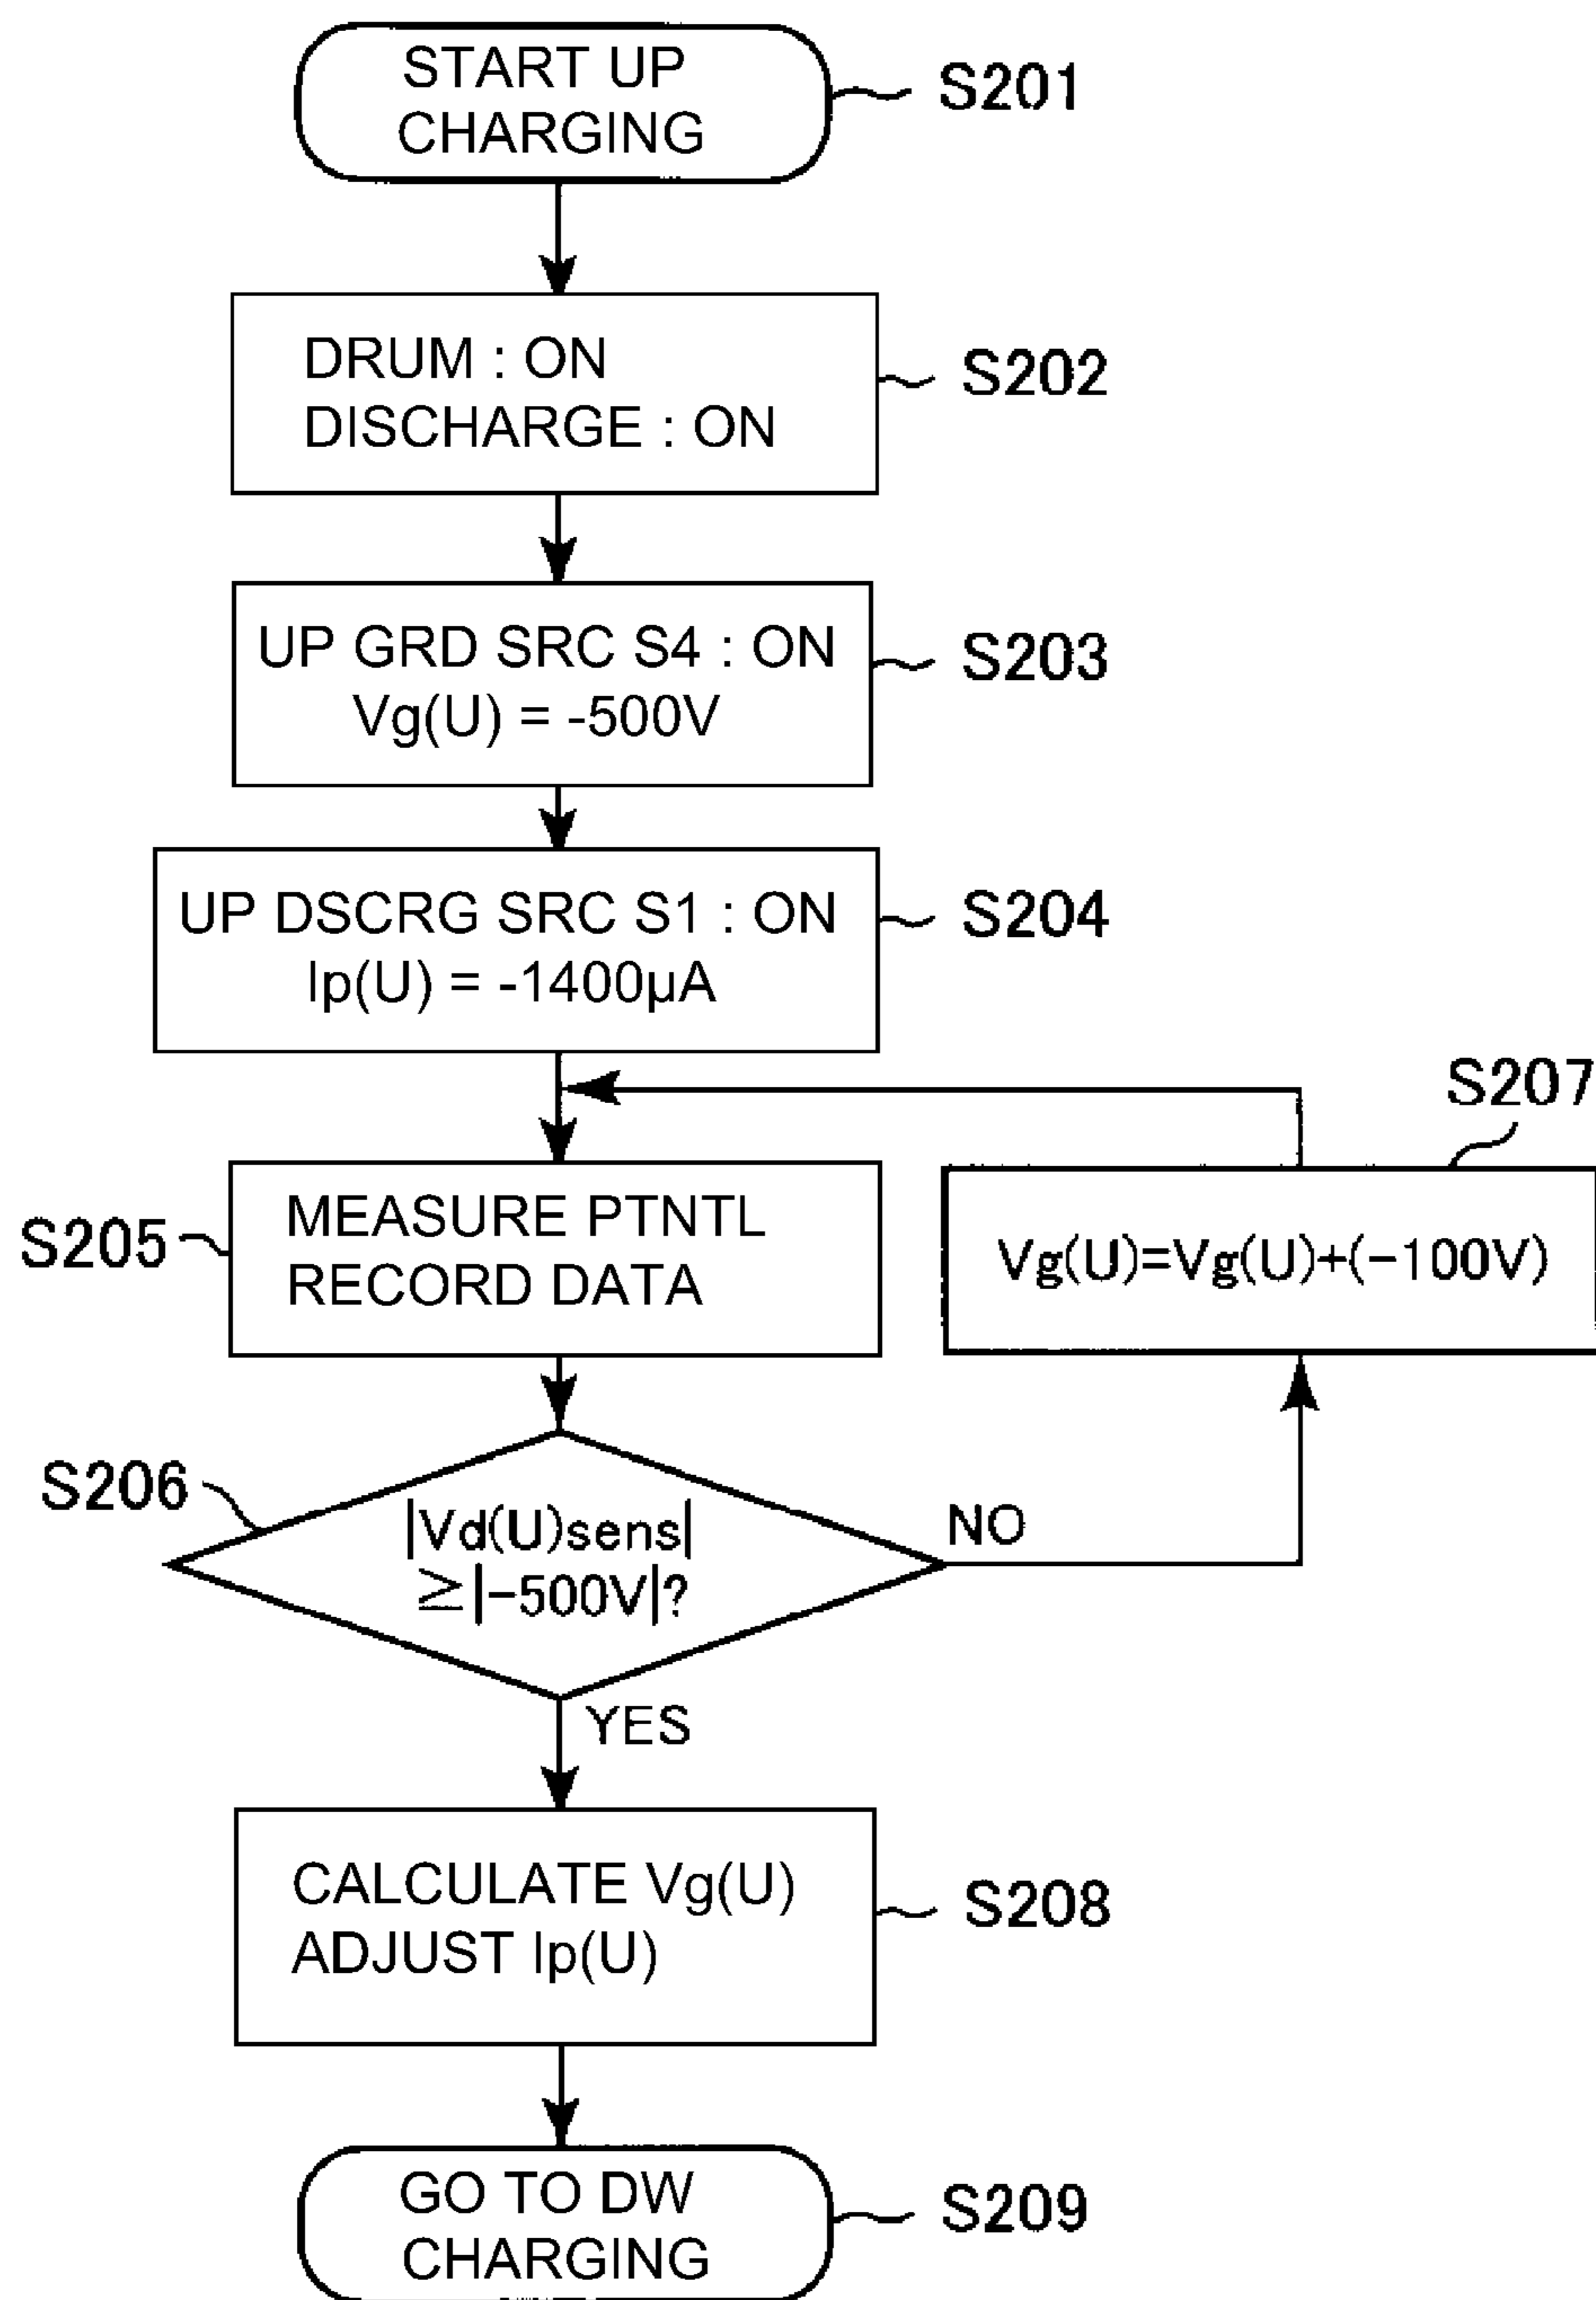 START UP
CHARGING
S201
DRUM : ON
DISCHARGE : ON
S202
UP GRD SRC S4 : ON
Vg(U) = -500V
S203
UP DSCRG SRC S1 : ON
Ip(U) = -1400μA
S204
S207
Vg(U)=Vg(U)+(-100V)
S205
MEASURE PTNTL
RECORD DATA
S206
|Vd(U)sens|
≧|-500V|?
NO
YES
CALCULATE Vg(U)
ADJUST Ip(U)
S208
GO TO DW
CHARGING
S209